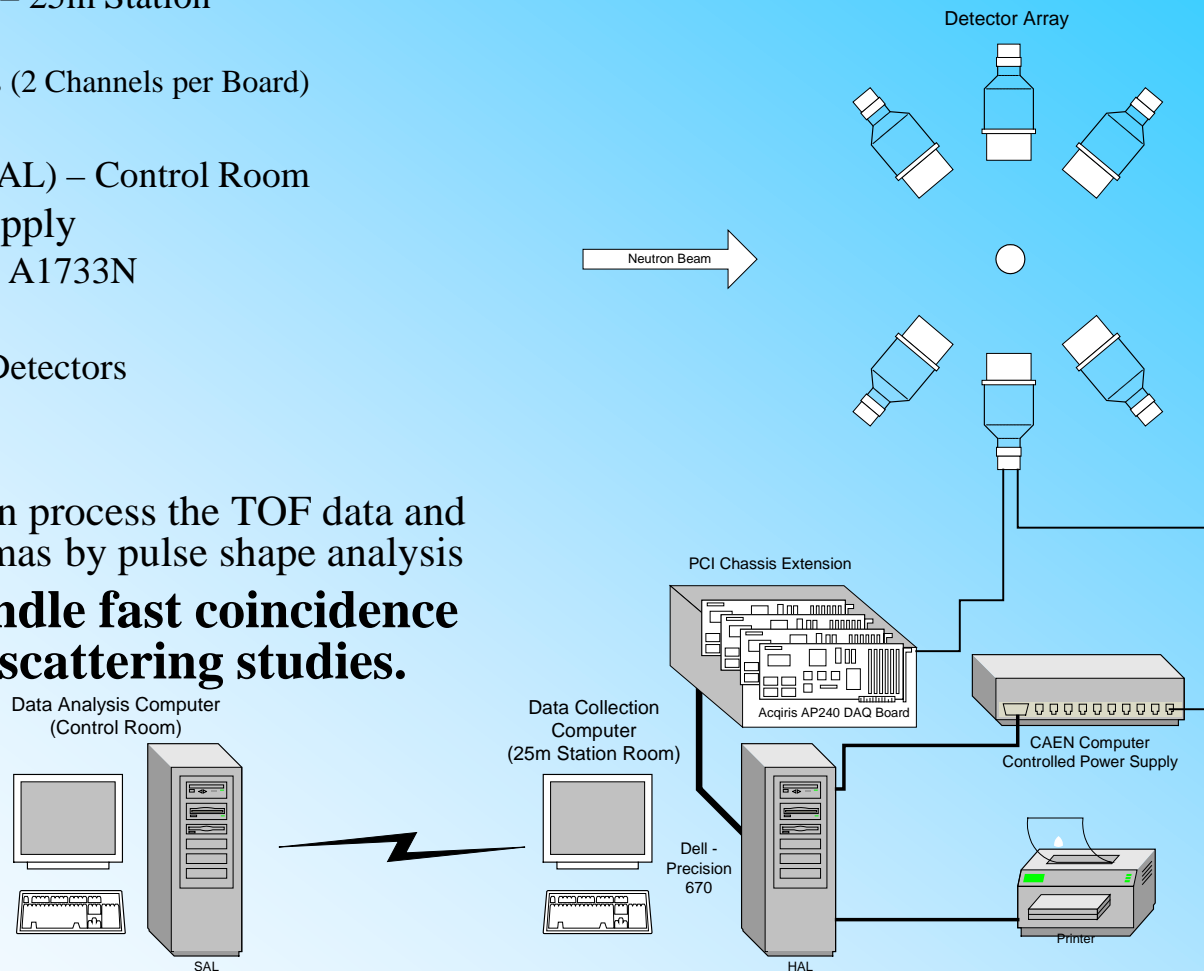 – 25m Station
(2 Channels per Board)
AL) – Control Room
pply
A1733N
Detectors
n process the TOF data and
mas by pulse shape analysis
ndle fast coincidence
scattering studies.
Detector Array
Neutron Beam
PCI Chassis Extension
Acqiris AP240 DAQ Board
CAEN Computer
Controlled Power Supply
Data Analysis Computer
(Control Room)
SAL
Data Collection
Computer
(25m Station Room)
Dell -
Precision
670
HAL
Printer